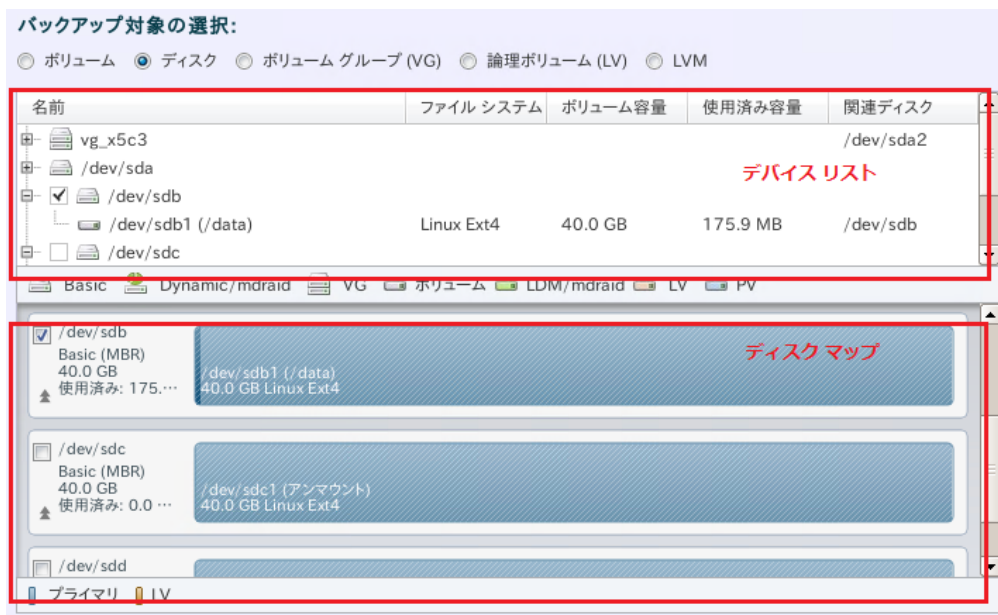 バックアップ対象の選択:
ボリューム ディスク ボリューム グループ (VG) 論理ボリューム (LV) LVM
名前 ファイル システム ボリューム容量 使用済み容量 関連ディスク
vg_x5c3 /dev/sda2
/dev/sda
デバイス リスト
/dev/sdb
/dev/sdb1 (/data) Linux Ext4 40.0 GB 175.9 MB /dev/sdb
/dev/sdc
Basic Dynamic/mdraid VG ボリューム LDM/mdraid LV PV
/dev/sdb
Basic (MBR)
40.0 GB
使用済み: 175.…
ディスク マップ
/dev/sdb1 (/data)
40.0 GB Linux Ext4
/dev/sdc
Basic (MBR)
40.0 GB
使用済み: 0.0 …
/dev/sdc1 (アンマウント)
40.0 GB Linux Ext4
/dev/sdd
プライマリ LV